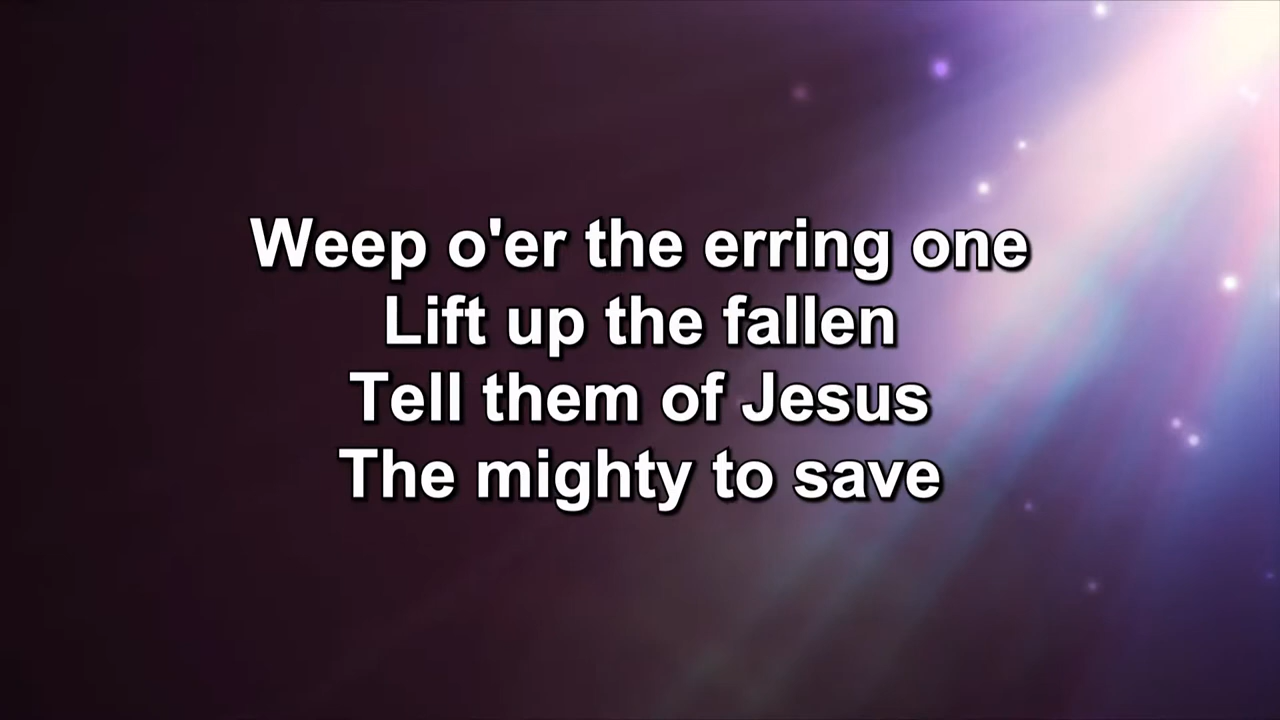 Weep o'er the erring one
Lift up the fallen
Tell them of Jesus
The mighty to save